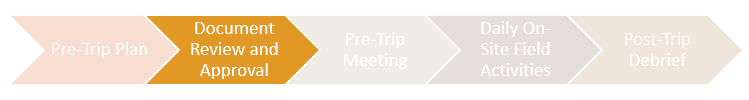 Pre-Trip Plan
Document
Review and
Approval
Pre-Trip
Meeting
Daily On-
Site Field
Activities
Post-Trip
Debrief